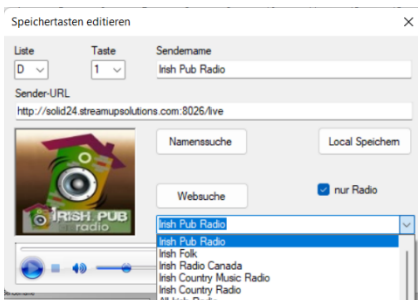 Speichertasten editieren
Liste Taste Sendername
D 1 Irish Pub Radio
Sender-URL
http://solid24.streamupsolutions.com:8026/live
Namenssuche Local Speichern
Websuche nur Radio
IRISH PUB
radio
Irish Pub Radio
Irish Pub Radio
Irish Folk
Irish Radio Canada
Irish Country Music Radio
Irish Country Radio